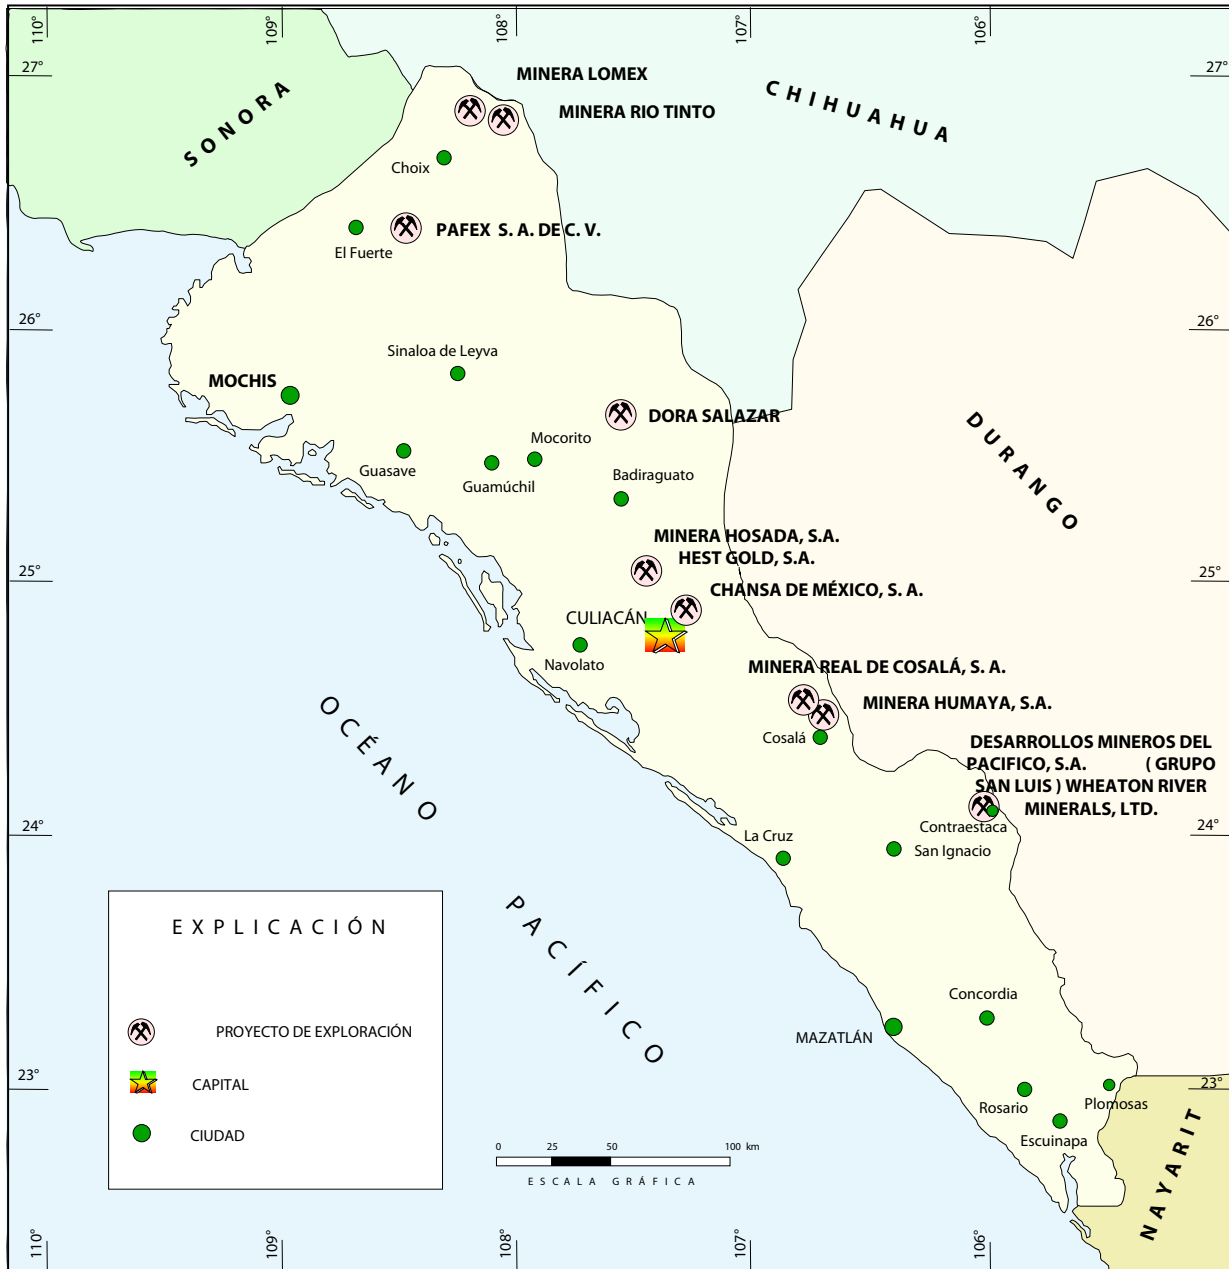 110°
109°
108°
107°
106°
27°
27°
MINERA LOMEX
MINERA RIO TINTO
SONORA
CHIHUAHUA
Choix
El Fuerte
PAFEX S. A. DE C. V.
26°
26°
Sinaloa de Leyva
MOCHIS
DORA SALAZAR
DURANGO
Mocorito
Guasave
Guamúchil
Badiraguato
MINERA HOSADA, S.A.
HEST GOLD, S.A.
25°
25°
CHANSA DE MÉXICO, S. A.
CULIACÁN
Navolato
MINERA REAL DE COSALÁ, S. A.
MINERA HUMAYA, S.A.
Cosalá
DESARROLLOS MINEROS DEL
PACIFICO, S.A. ( GRUPO
SAN LUIS ) WHEATON RIVER
MINERALS, LTD.
OCÉANO
PACÍFICO
24°
24°
Contraestaca
La Cruz
San Ignacio
EXPLICACIÓN
PROYECTO DE EXPLORACIÓN
CAPITAL
CIUDAD
Concordia
MAZATLÁN
23°
23°
Rosario
Plomosas
Escuinapa
NAYARIT
0 25 50 100 km
ESCALA GRÁFICA
110°
109°
108°
107°
106°